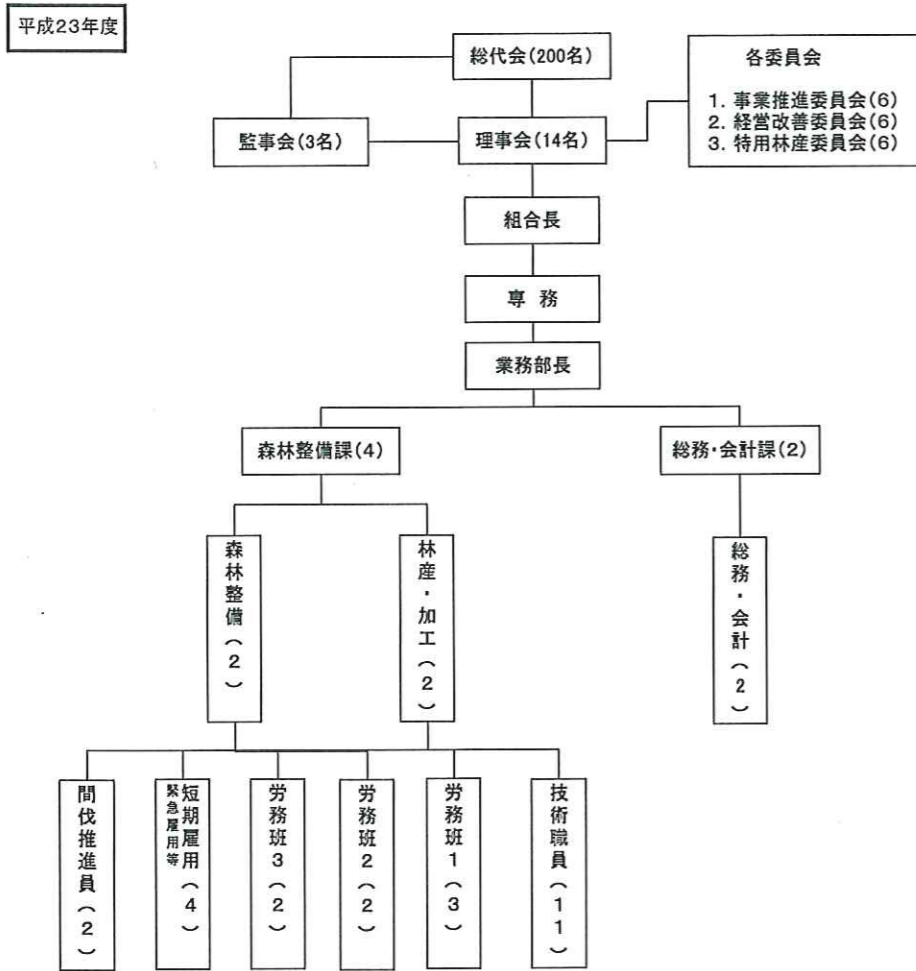 平成23年度
総代会(200名)
各委員会
1. 事業推進委員会(6)
2. 経営改善委員会(6)
3. 特用林産委員会(6)
監事会(3名)
理事会(14名)
組合長
専 務
業務部長
森林整備課(4)
総務・会計課(2)
森林整備(2)
林産・加工(2)
総務・会計(2)
間伐推進員(2)
短期雇用(4)
緊急雇用等
労務班3(2)
労務班2(2)
労務班1(3)
技術職員(11)